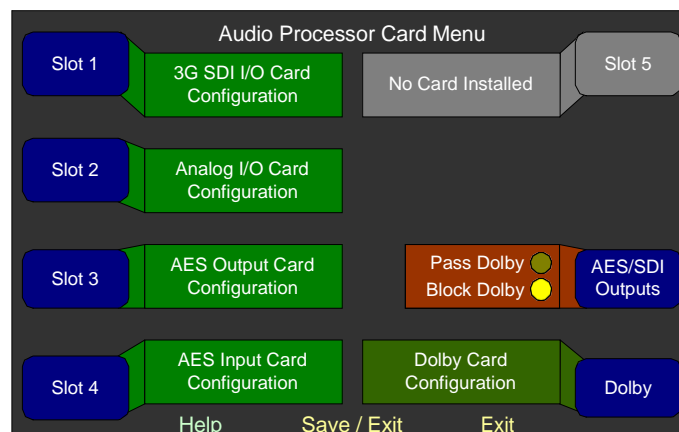 Audio Processor Card Menu
Slot 1
3G SDI I/O Card
Configuration
No Card Installed
Slot 5
Slot 2
Analog I/O Card
Configuration
Slot 3
AES Output Card
Configuration
Pass Dolby
Block Dolby
AES/SDI
Outputs
Slot 4
AES Input Card
Configuration
Dolby Card
Configuration
Dolby
Help Save / Exit Exit